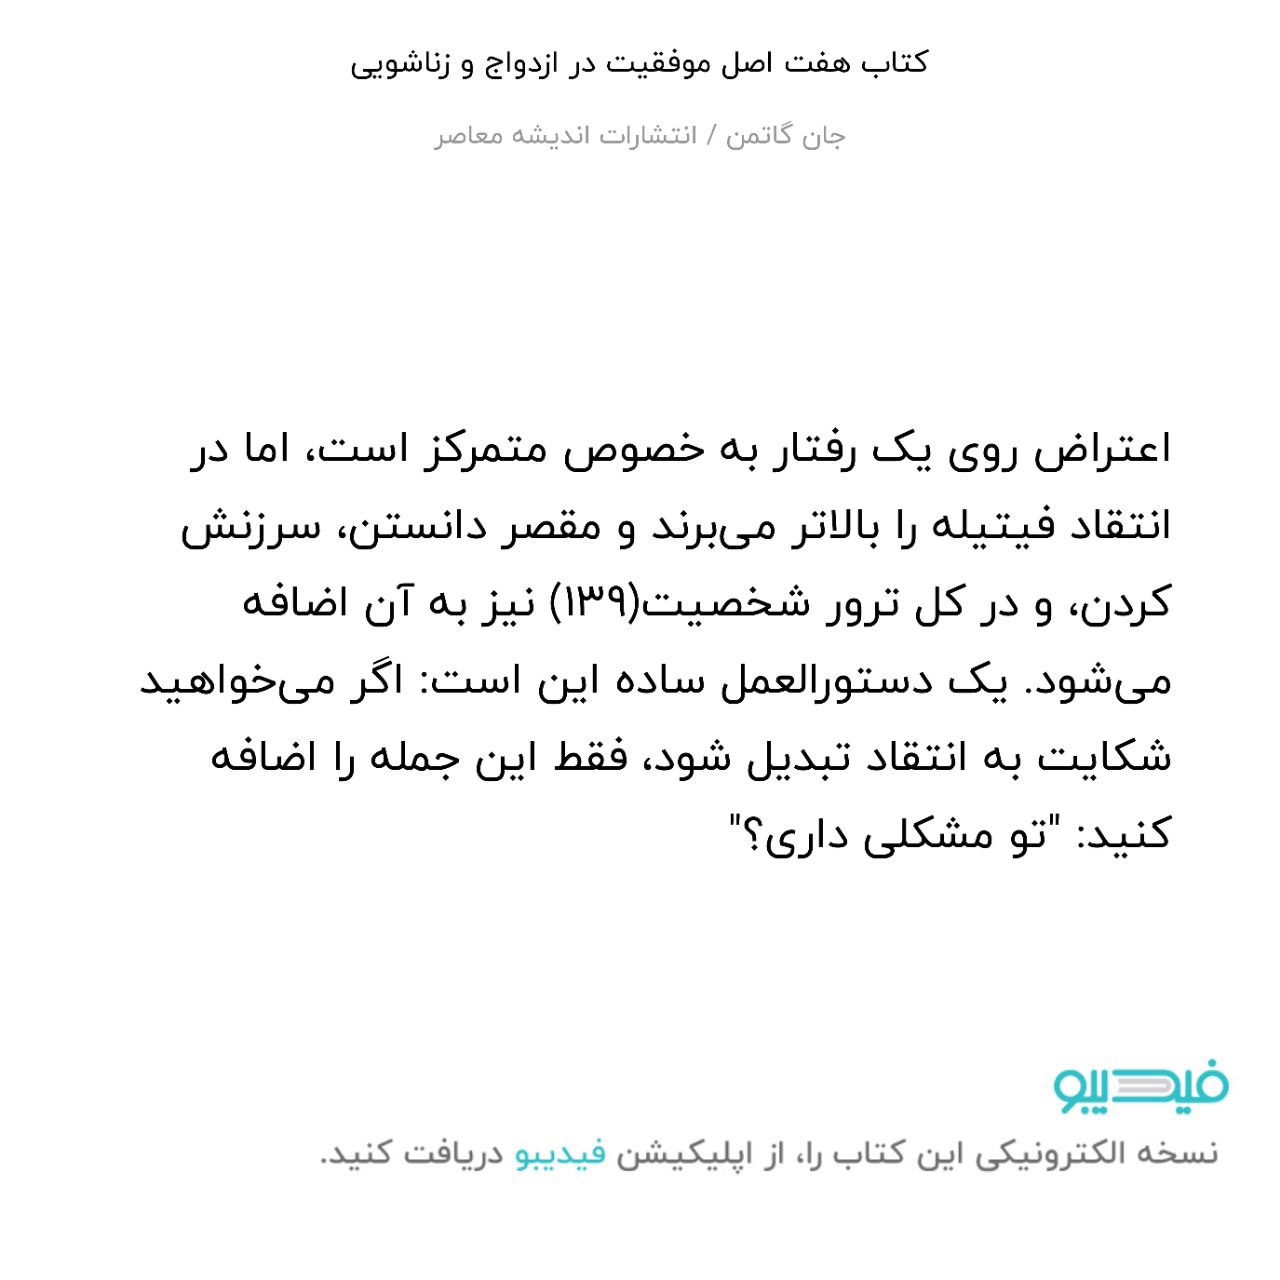 کتاب هفت اصل موفقیت در ازدواج و زناشویی
جان گاتمن / انتشارات اندیشه معاصر
اعتراض روی یک رفتار به خصوص متمرکز است، اما در
انتقاد فیتیله را بالاتر می‌برند و مقصر دانستن، سرزنش
کردن، و در کل ترور شخصیت(۱۳۹) نیز به آن اضافه
می‌شود. یک دستورالعمل ساده این است: اگر می‌خواهید
شکایت به انتقاد تبدیل شود، فقط این جمله را اضافه
کنید: "تو مشکلی داری؟"
فیدیبو
نسخه الکترونیکی این کتاب را، از اپلیکیشن فیدیبو دریافت کنید.